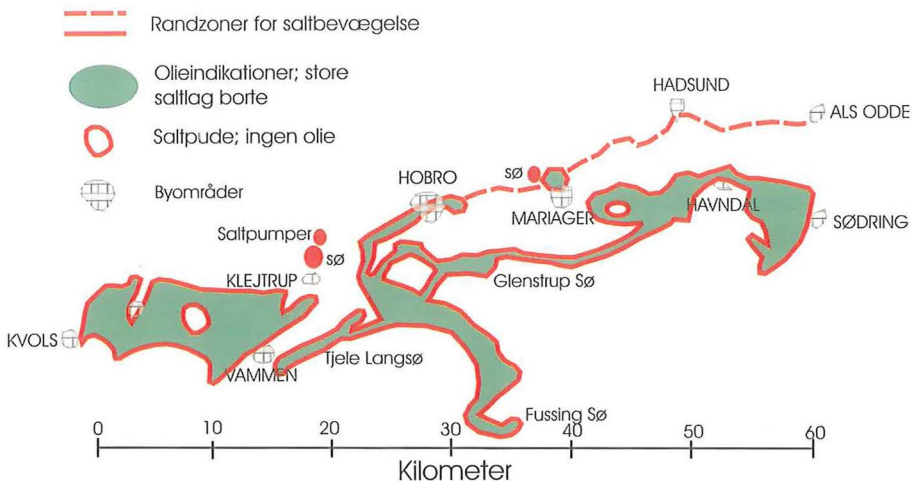 Randzoner for saltbevægelse
Olieindikationer; store
saltlag borte
Saltpude; ingen olie
Byområder
HADSUND
ALS ODDE
sø
HOBRO
MARIAGER
HAVNDAL
SØDRING
Saltpumper
sø
KLEJTRUP
Glenstrup Sø
KVOLS
VAMMEN
Tjele Langsø
Fussing Sø
0 10 20 30 40 50 60
Kilometer